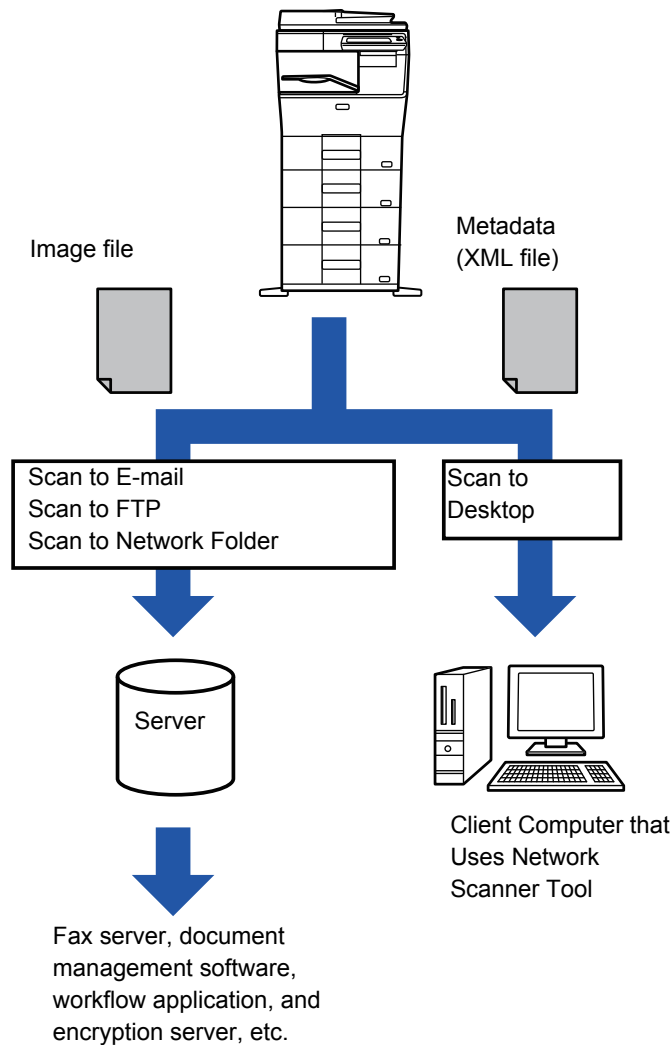 Image file
Metadata
(XML file)
Scan to E-mail
Scan to FTP
Scan to Network Folder
Scan to
Desktop
Server
Client Computer that
Uses Network
Scanner Tool
Fax server, document
management software,
workflow application, and
encryption server, etc.